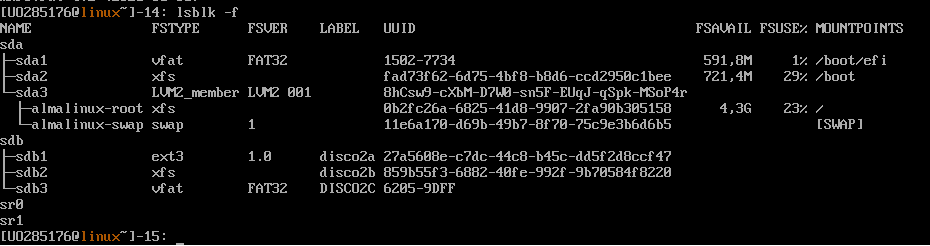 [UO285176@linux~]-14: lsblk -f
NAME FSTYPE FSVER LABEL UUID FSAVAIL FSUSE% MOUNTPOINTS
sda
├─sda1 vfat FAT32 1502-7734 591,8M 1% /boot/efi
├─sda2 xfs fad73f62-6d75-4bf8-b8d6-ccd2950c1bee 721,4M 29% /boot
└─sda3 LVM2_member LVM2 001 8hCsw9-cXbM-D7W0-sn5F-EUqJ-qSpk-MSoP4r
├─almalinux-root xfs 0b2fc26a-6825-41d8-9907-2fa90b305158 4,3G 23% /
└─almalinux-swap swap 1 11e6a170-d69b-49b7-8f70-75c9e3b6d6b5 [SWAP]
sdb
├─sdb1 ext3 1.0 disco2a 27a5608e-c7dc-44c8-b45c-dd5f2d8ccf47
├─sdb2 xfs disco2b 859b55f3-6882-40fe-992f-9b70584f8220
└─sdb3 vfat FAT32 DISCO2C 6205-9DFF
sr0
sr1
[UO285176@linux~]-15: _